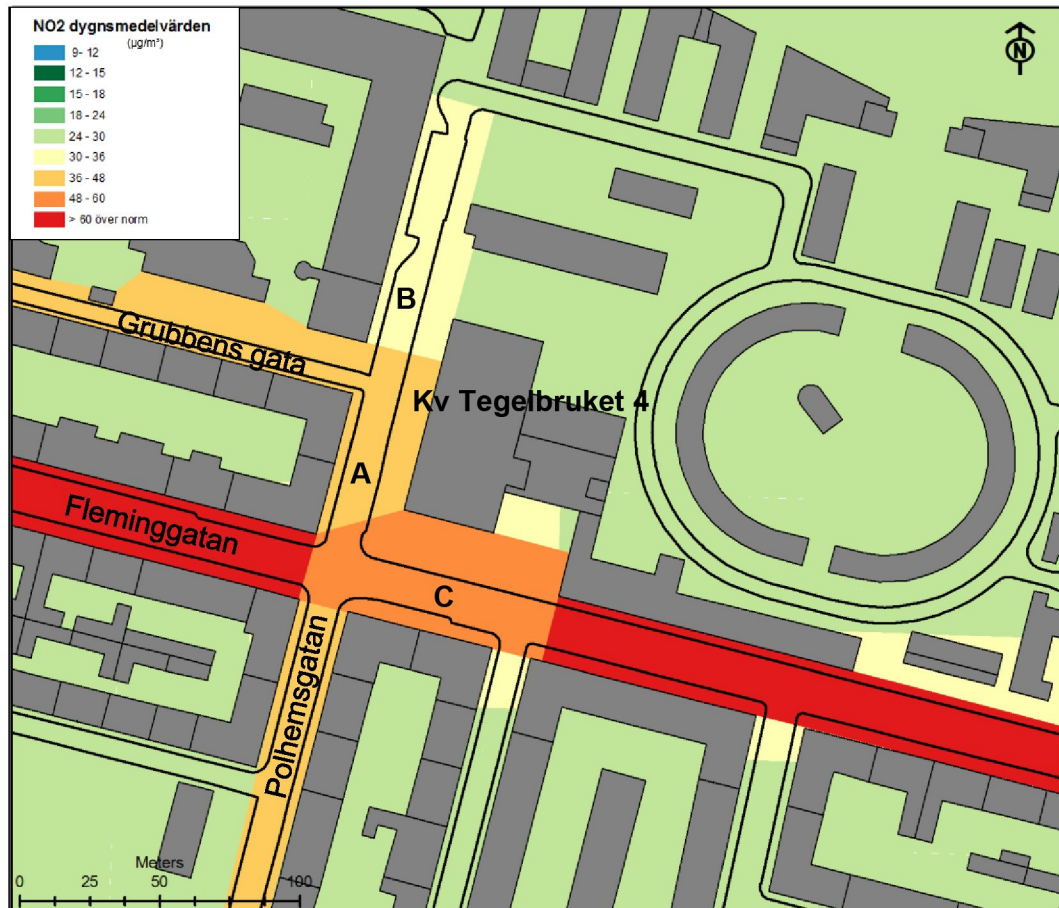 NO2 dygnsmedelvärden
(µg/m³)
9- 12
12 - 15
15 - 18
18 - 24
24 - 30
30 - 36
36 - 48
48 - 60
> 60 över norm
N
B
Grubbens gata
Kv Tegelbruket 4
A
Fleminggatan
C
Polhemsgatan
Meters
0 25 50 100